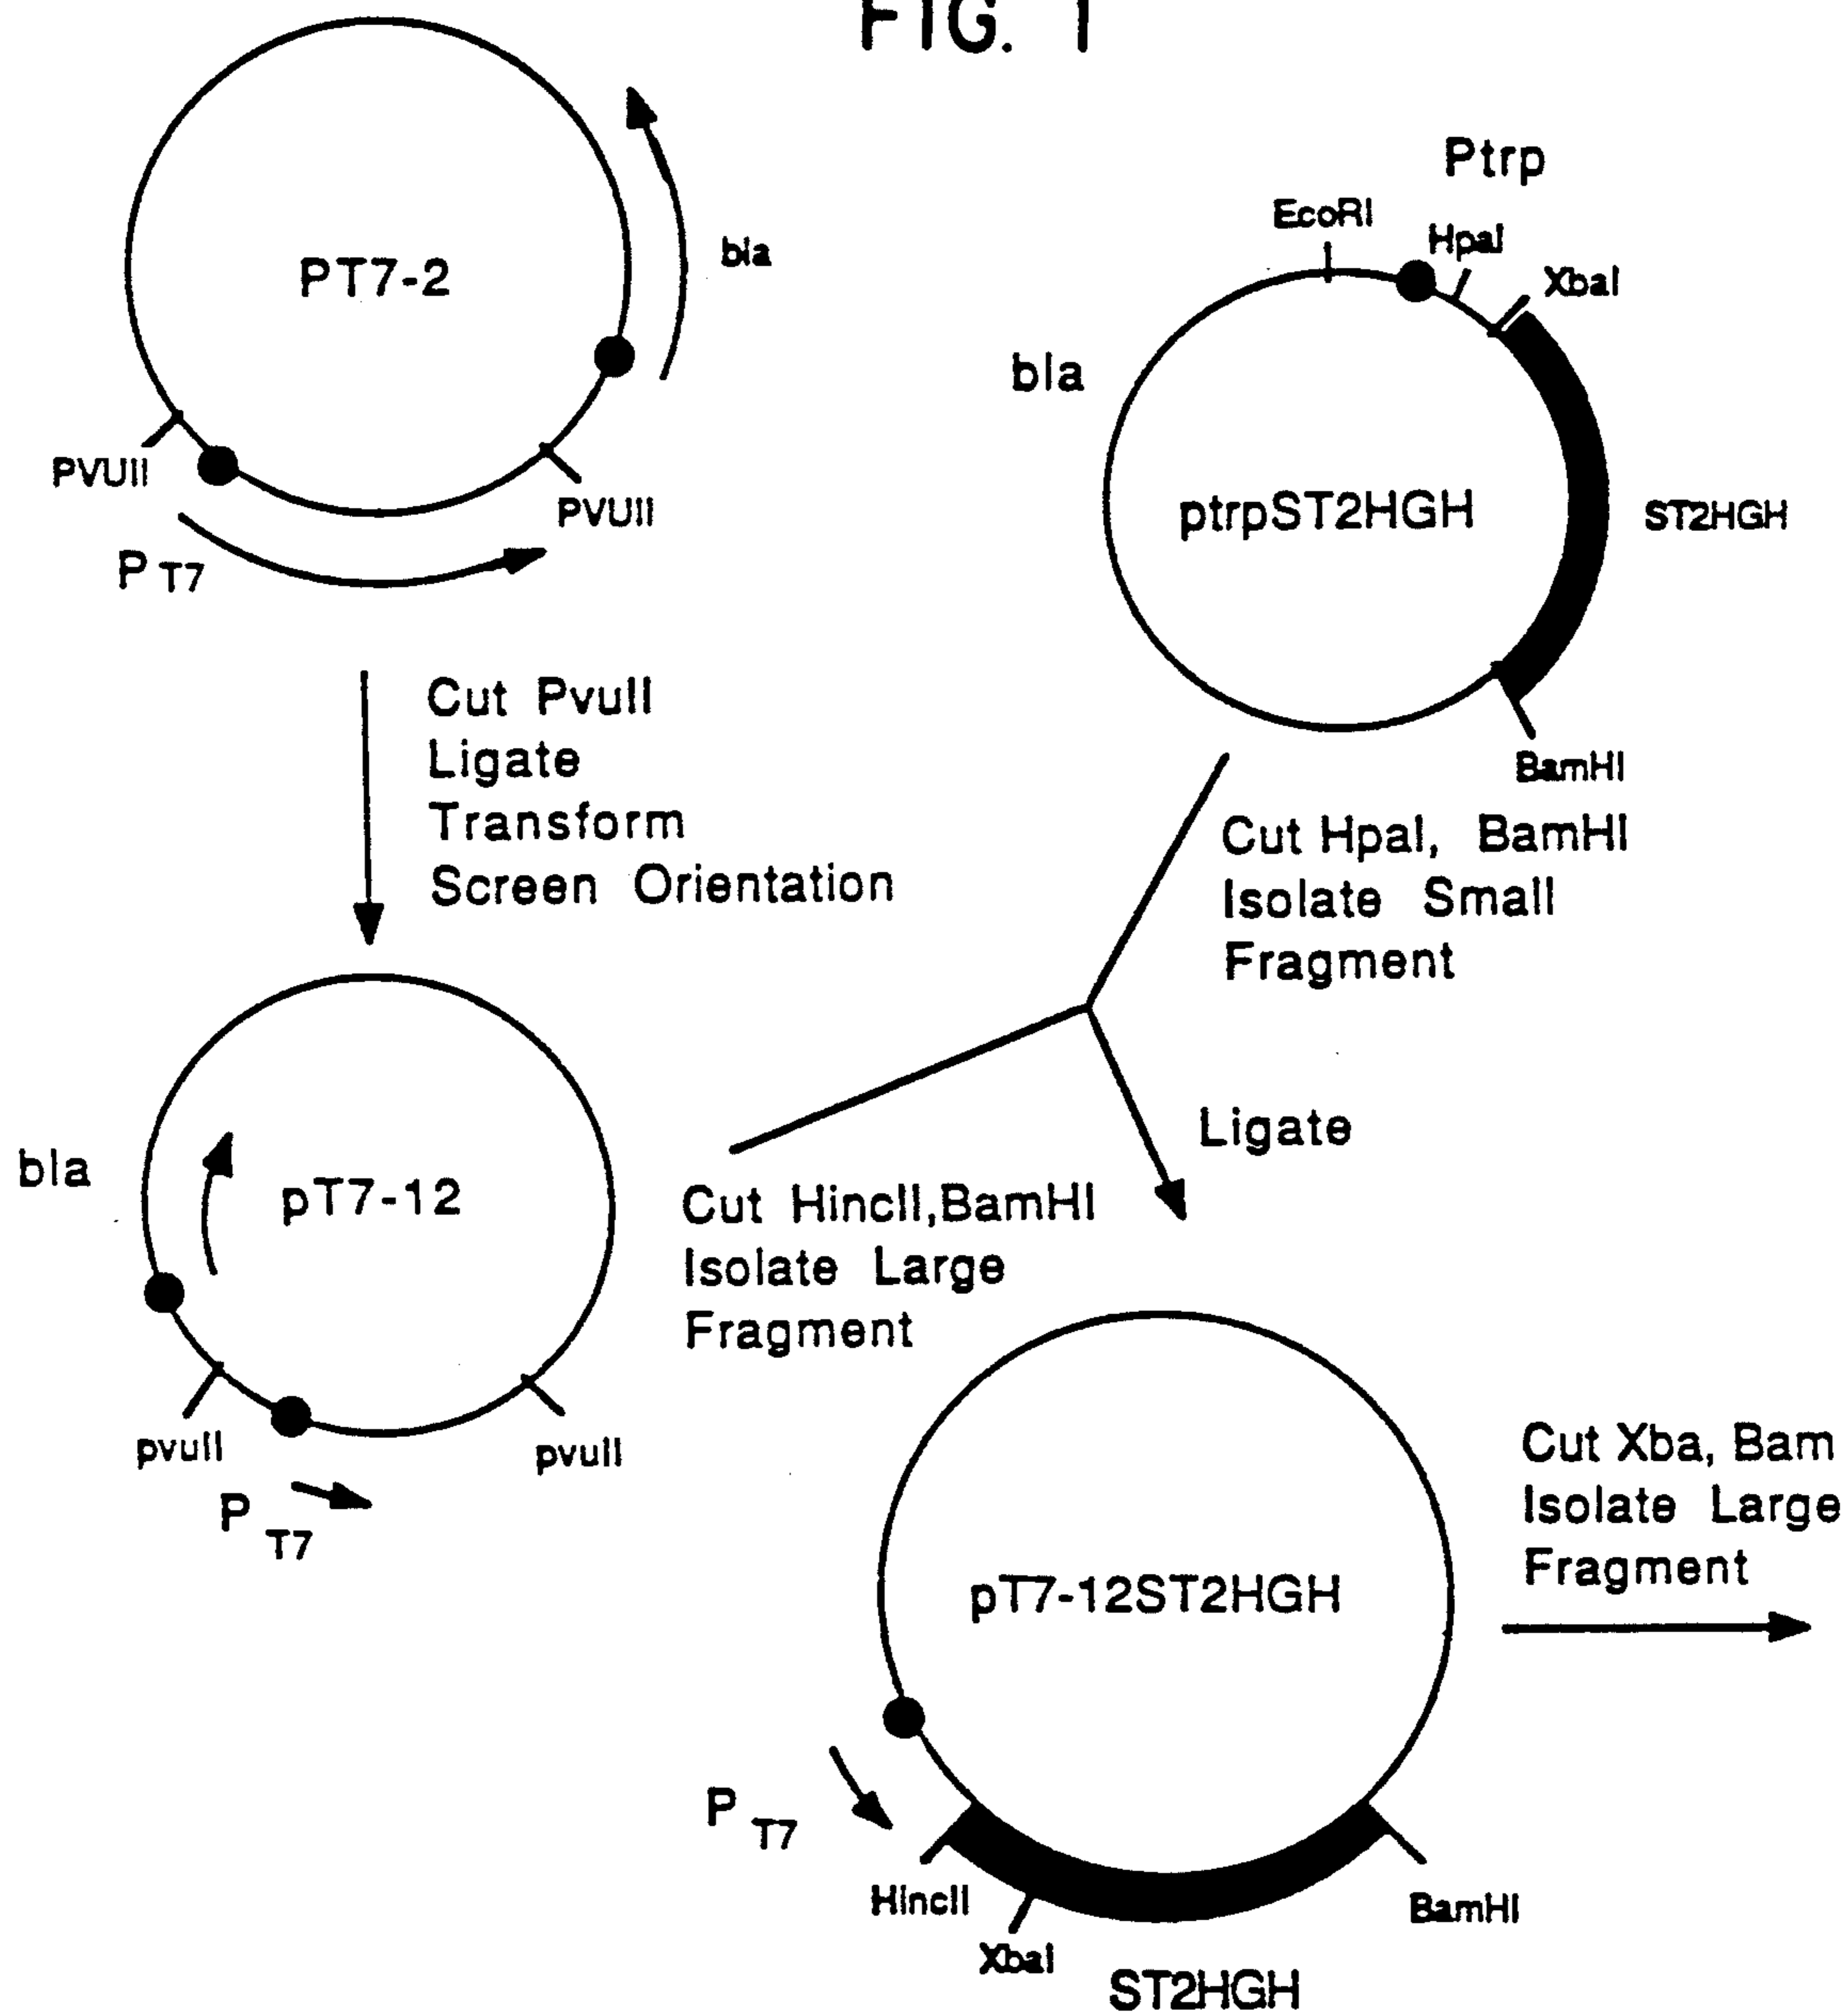 FIG. 1
PT7-2
bla
PVUII
PVUII
P T7
Ptrp
EcoRI
HpaI
XbaI
bla
ptrpST2HGH
ST2HGH
BamHI
Cut PvuII
Ligate
Transform
Screen Orientation
Cut HpaI, BamHI
Isolate Small
Fragment
Ligate
bla
pT7-12
pvuII
pvuII
P T7
Cut HincII,BamHI
Isolate Large
Fragment
pT7-12ST2HGH
P T7
HincII
XbaI
BamHI
ST2HGH
Cut Xba, Bam
Isolate Large
Fragment